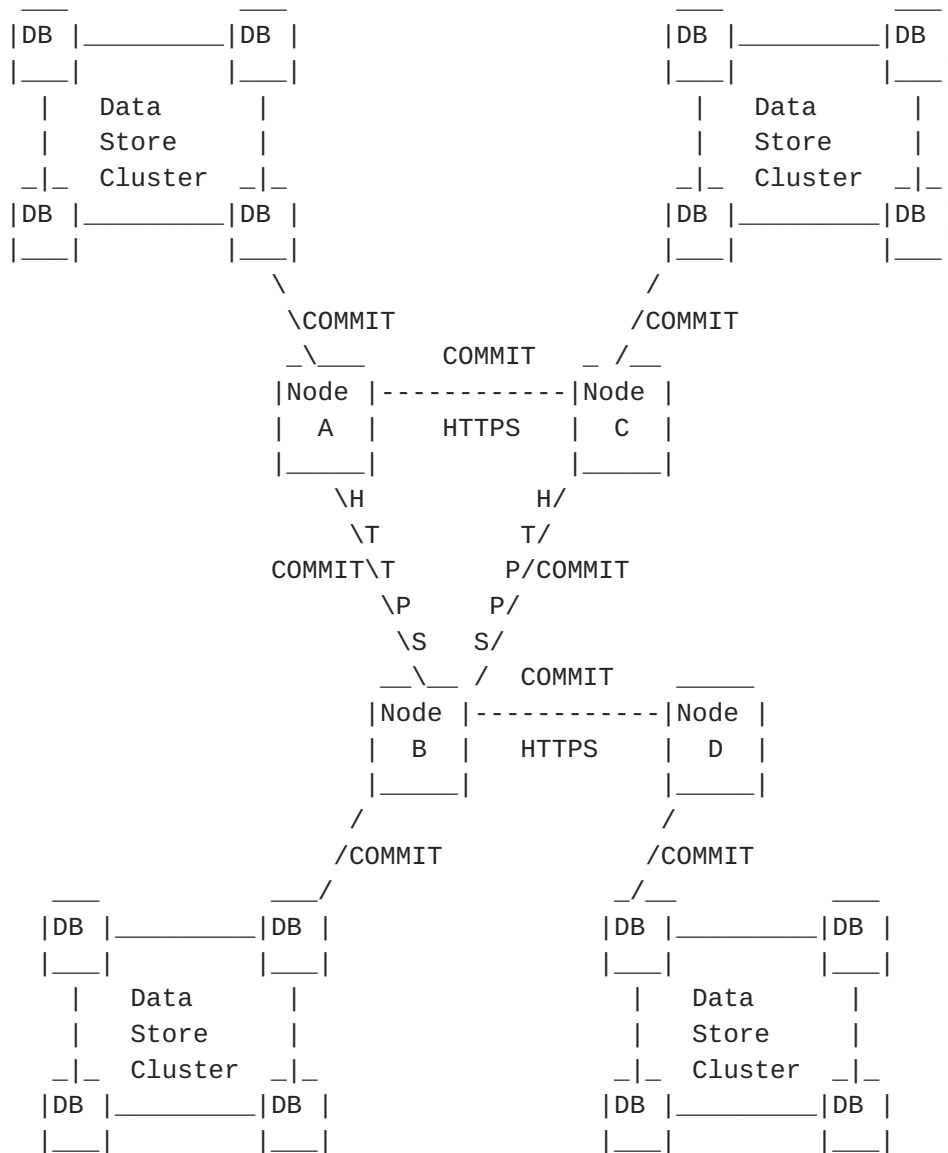 DB DB DB DB
Data Data
Store Store
Cluster Cluster
DB DB DB DB
COMMIT COMMIT
COMMIT
Node Node
A HTTPS C
H H
T T
COMMIT T P COMMIT
P P
S S
COMMIT
Node Node
B HTTPS D
COMMIT COMMIT
DB DB DB DB
Data Data
Store Store
Cluster Cluster
DB DB DB DB